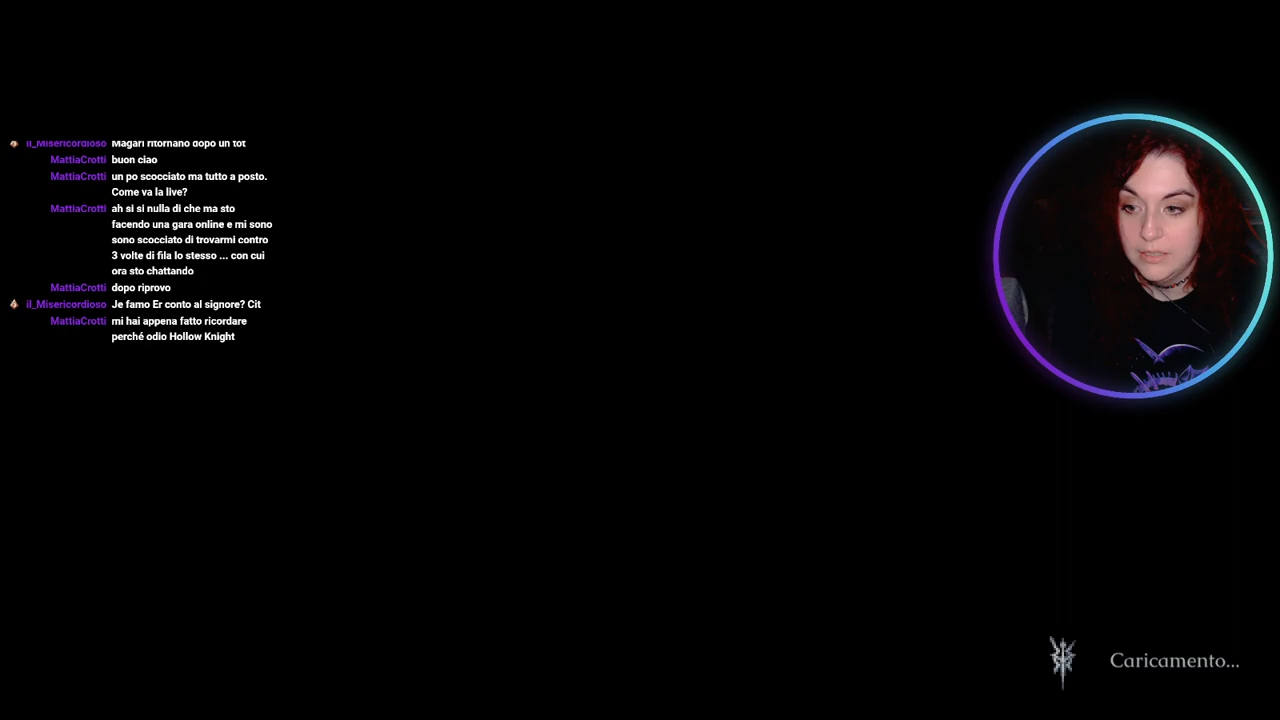 il_Misericordioso Magari ritornano dopo un tot
MattiaCrotti buon ciao
MattiaCrotti un po scocciato ma tutto a posto.
Come va la live?
MattiaCrotti ah si si nulla di che ma sto
facendo una gara online e mi sono
sono scocciato di trovarmi contro
3 volte di fila lo stesso ... con cui
ora sto chattando
MattiaCrotti dopo riprovo
il_Misericordioso Je famo Er conto al signore? Cit
MattiaCrotti mi hai appena fatto ricordare
perché odio Hollow Knight
Caricamento...